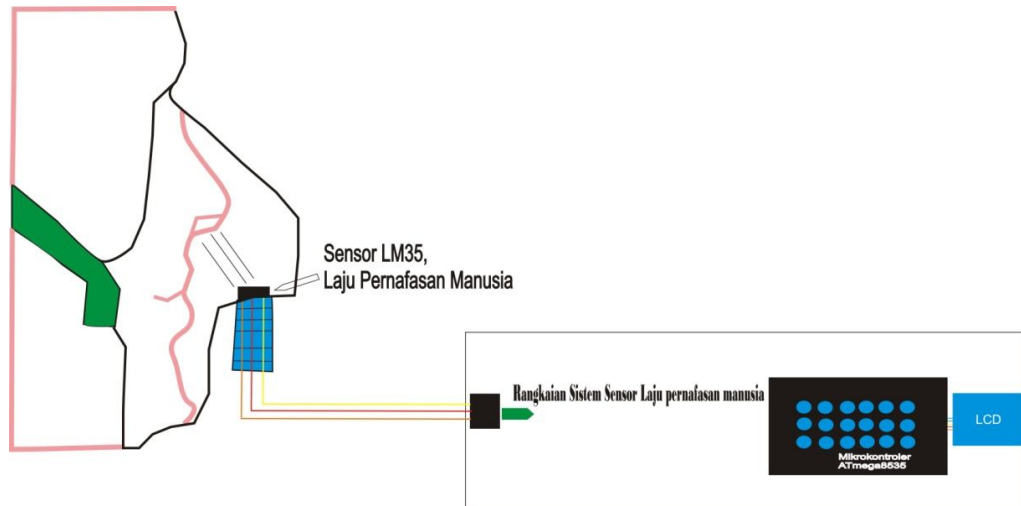 Sensor LM35,
Laju Pernafasan Manusia
Rangkaian Sistem Sensor Laju pernafasan manusia
LCD
Mikrokontroler
ATmega8535